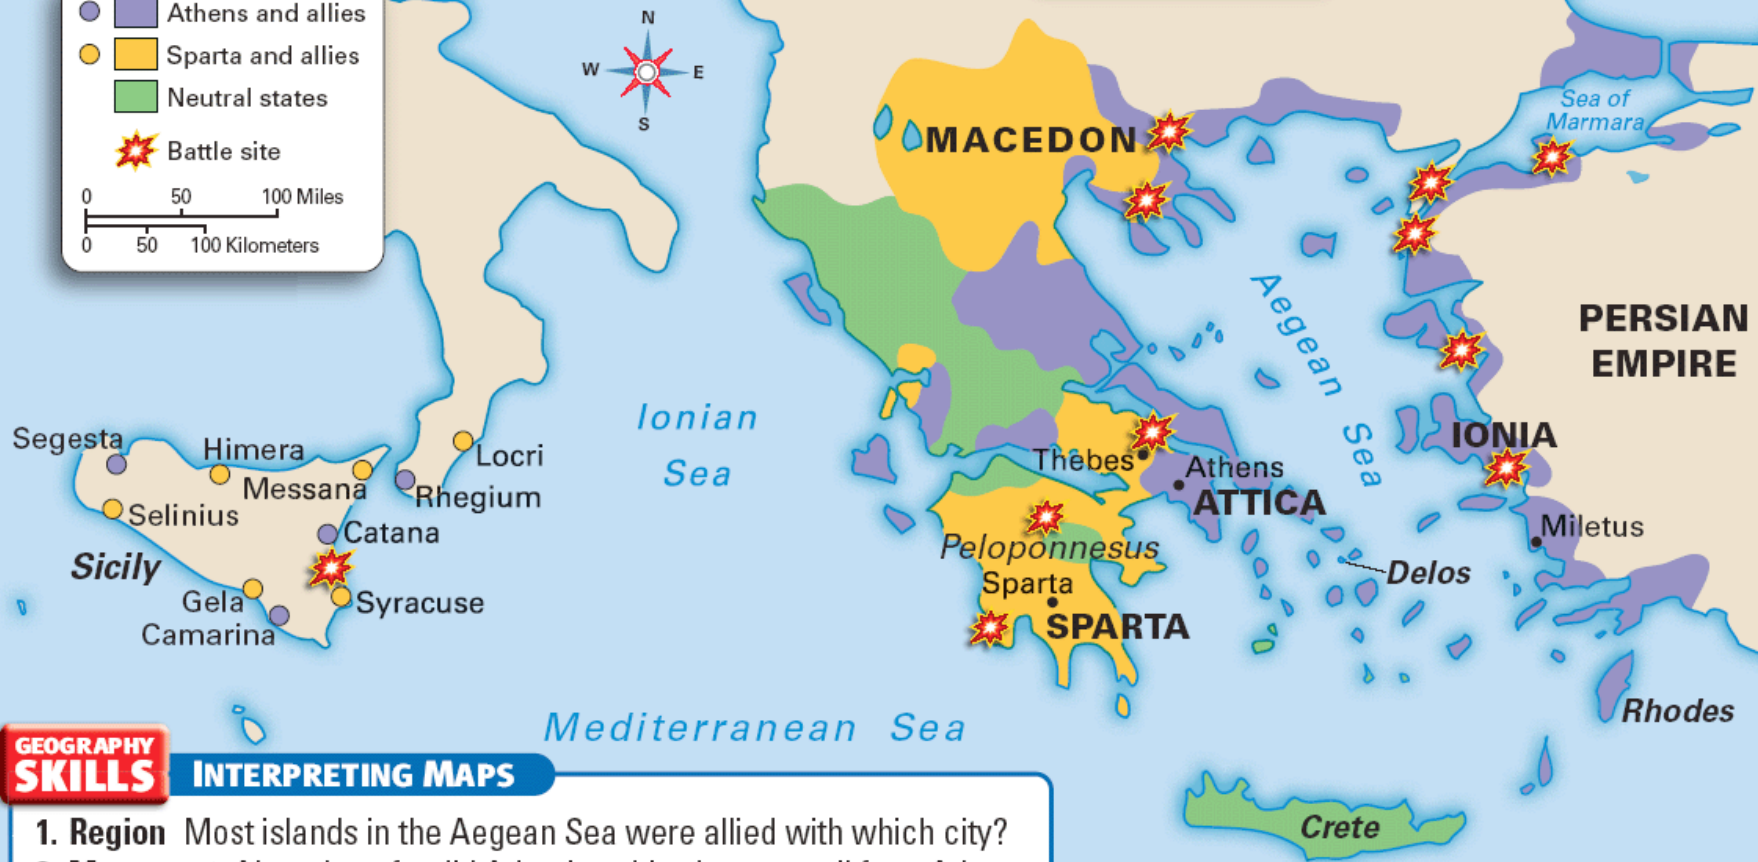 Athens and allies
Sparta and allies
Neutral states
Battle site
0 50 100 Miles
0 50 100 Kilometers
N
W E
S
MACEDON
Sea of
Marmara
Aegean Sea
PERSIAN
EMPIRE
Ionian
Sea
Segesta
Himera
Messana
Locri
Rhegium
Selinius
Catana
Sicily
Gela
Syracuse
Camarina
Thebes
Athens
ATTICA
IONIA
Miletus
Peloponnesus
Sparta
SPARTA
Delos
Rhodes
Mediterranean Sea
Crete
GEOGRAPHY
SKILLS
INTERPRETING MAPS
1. Region Most islands in the Aegean Sea were allied with which city?